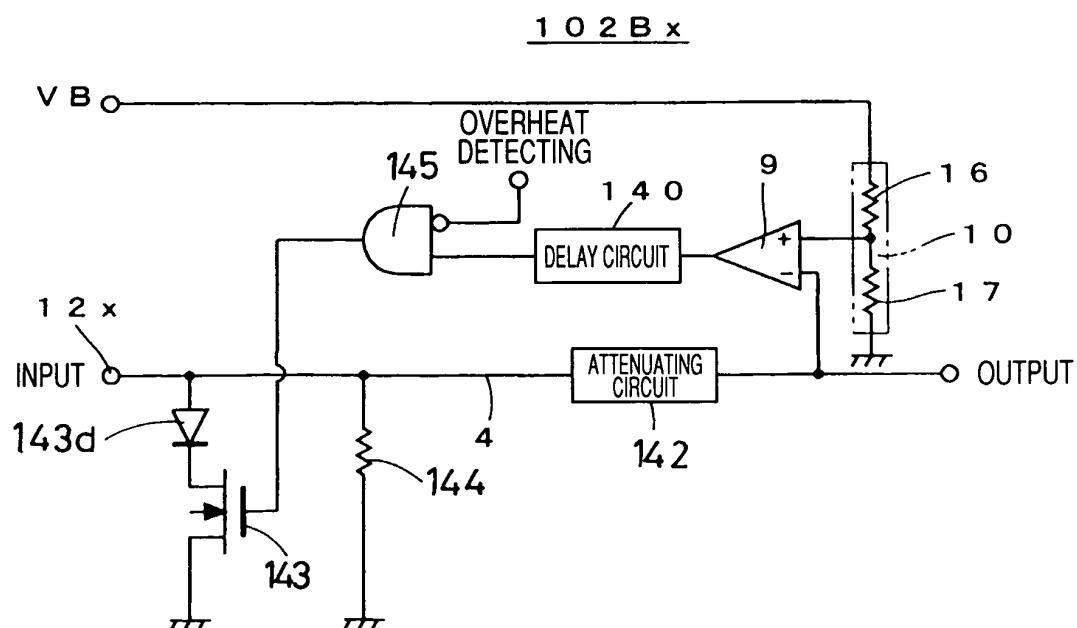 102Bx
VB
OVERHEAT
DETECTING
145
140
9
16
+
10
DELAY CIRCUIT
−
17
12x
INPUT
ATTENUATING
CIRCUIT
OUTPUT
143d
4
142
144
143